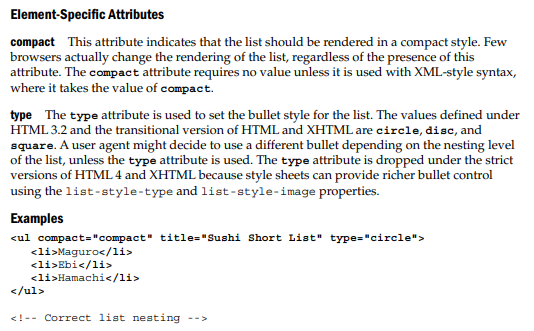 Element-Specific Attributes
compact This attribute indicates that the list should be rendered in a compact style. Few
browsers actually change the rendering of the list, regardless of the presence of this
attribute. The compact attribute requires no value unless it is used with XML-style syntax,
where it takes the value of compact.
type The type attribute is used to set the bullet style for the list. The values defined under
HTML 3.2 and the transitional version of HTML and XHTML are circle, disc, and
square. A user agent might decide to use a different bullet depending on the nesting level
of the list, unless the type attribute is used. The type attribute is dropped under the strict
versions of HTML 4 and XHTML because style sheets can provide richer bullet control
using the list-style-type and list-style-image properties.
Examples
<ul compact="compact" title="Sushi Short List" type="circle">
<li>Maguro</li>
<li>Ebi</li>
<li>Hamachi</li>
</ul>
<!-- Correct list nesting -->